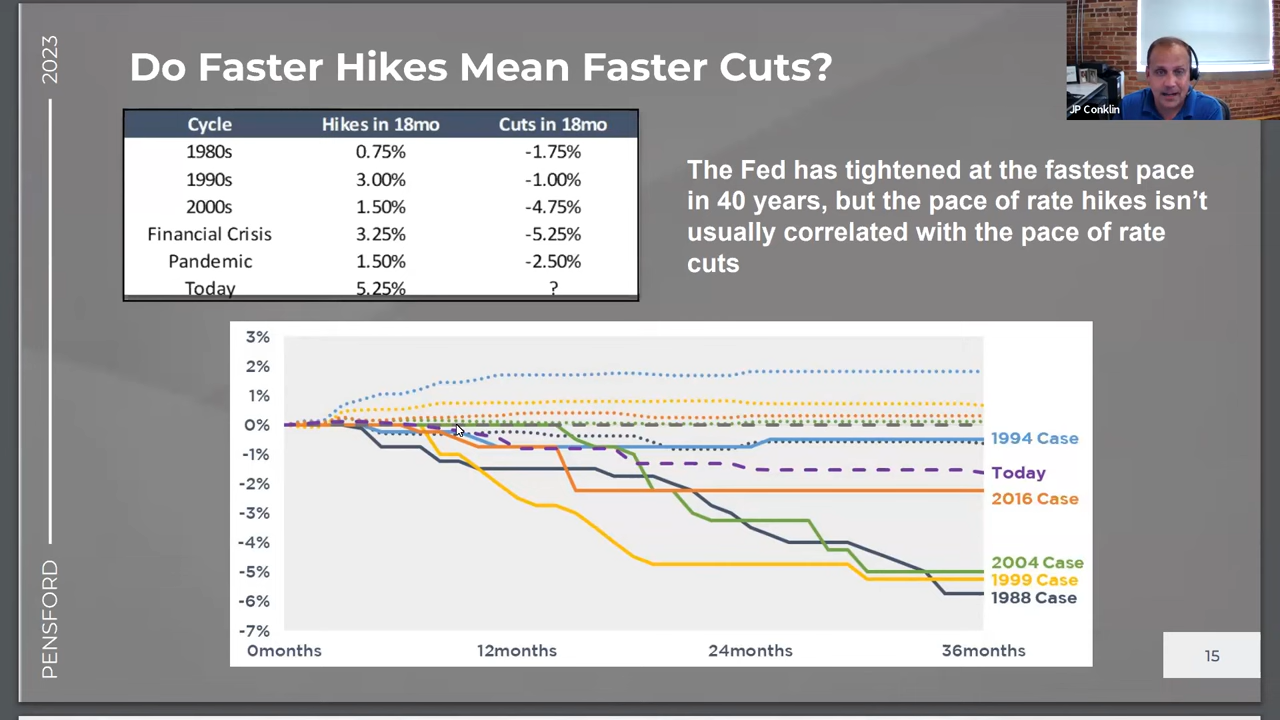 2023
PENSFORD
Do Faster Hikes Mean Faster Cuts?
Cycle Hikes in 18mo Cuts in 18mo
1980s 0.75% -1.75%
1990s 3.00% -1.00%
2000s 1.50% -4.75%
Financial Crisis 3.25% -5.25%
Pandemic 1.50% -2.50%
Today 5.25% ?
The Fed has tightened at the fastest pace
in 40 years, but the pace of rate hikes isn't
usually correlated with the pace of rate
cuts
JP Conklin
3%
2%
1%
0%
-1%
-2%
-3%
-4%
-5%
-6%
-7%
0months 12months 24months 36months
1994 Case
Today
2016 Case
2004 Case
1999 Case
1988 Case
15